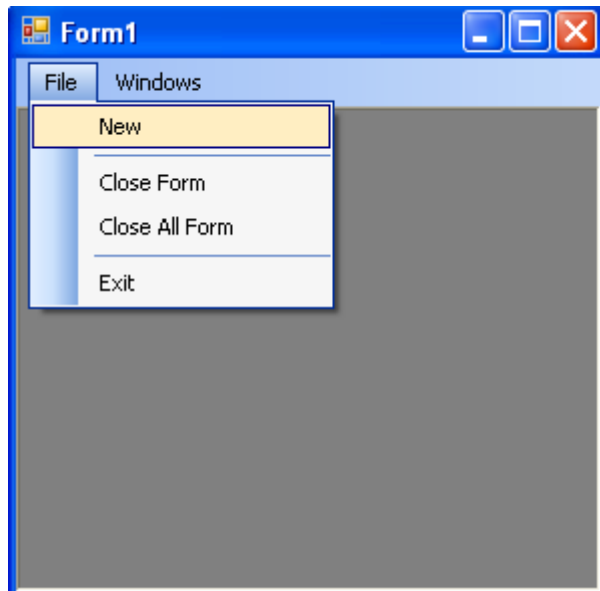 Form1
File Windows
New
Close Form
Close All Form
Exit